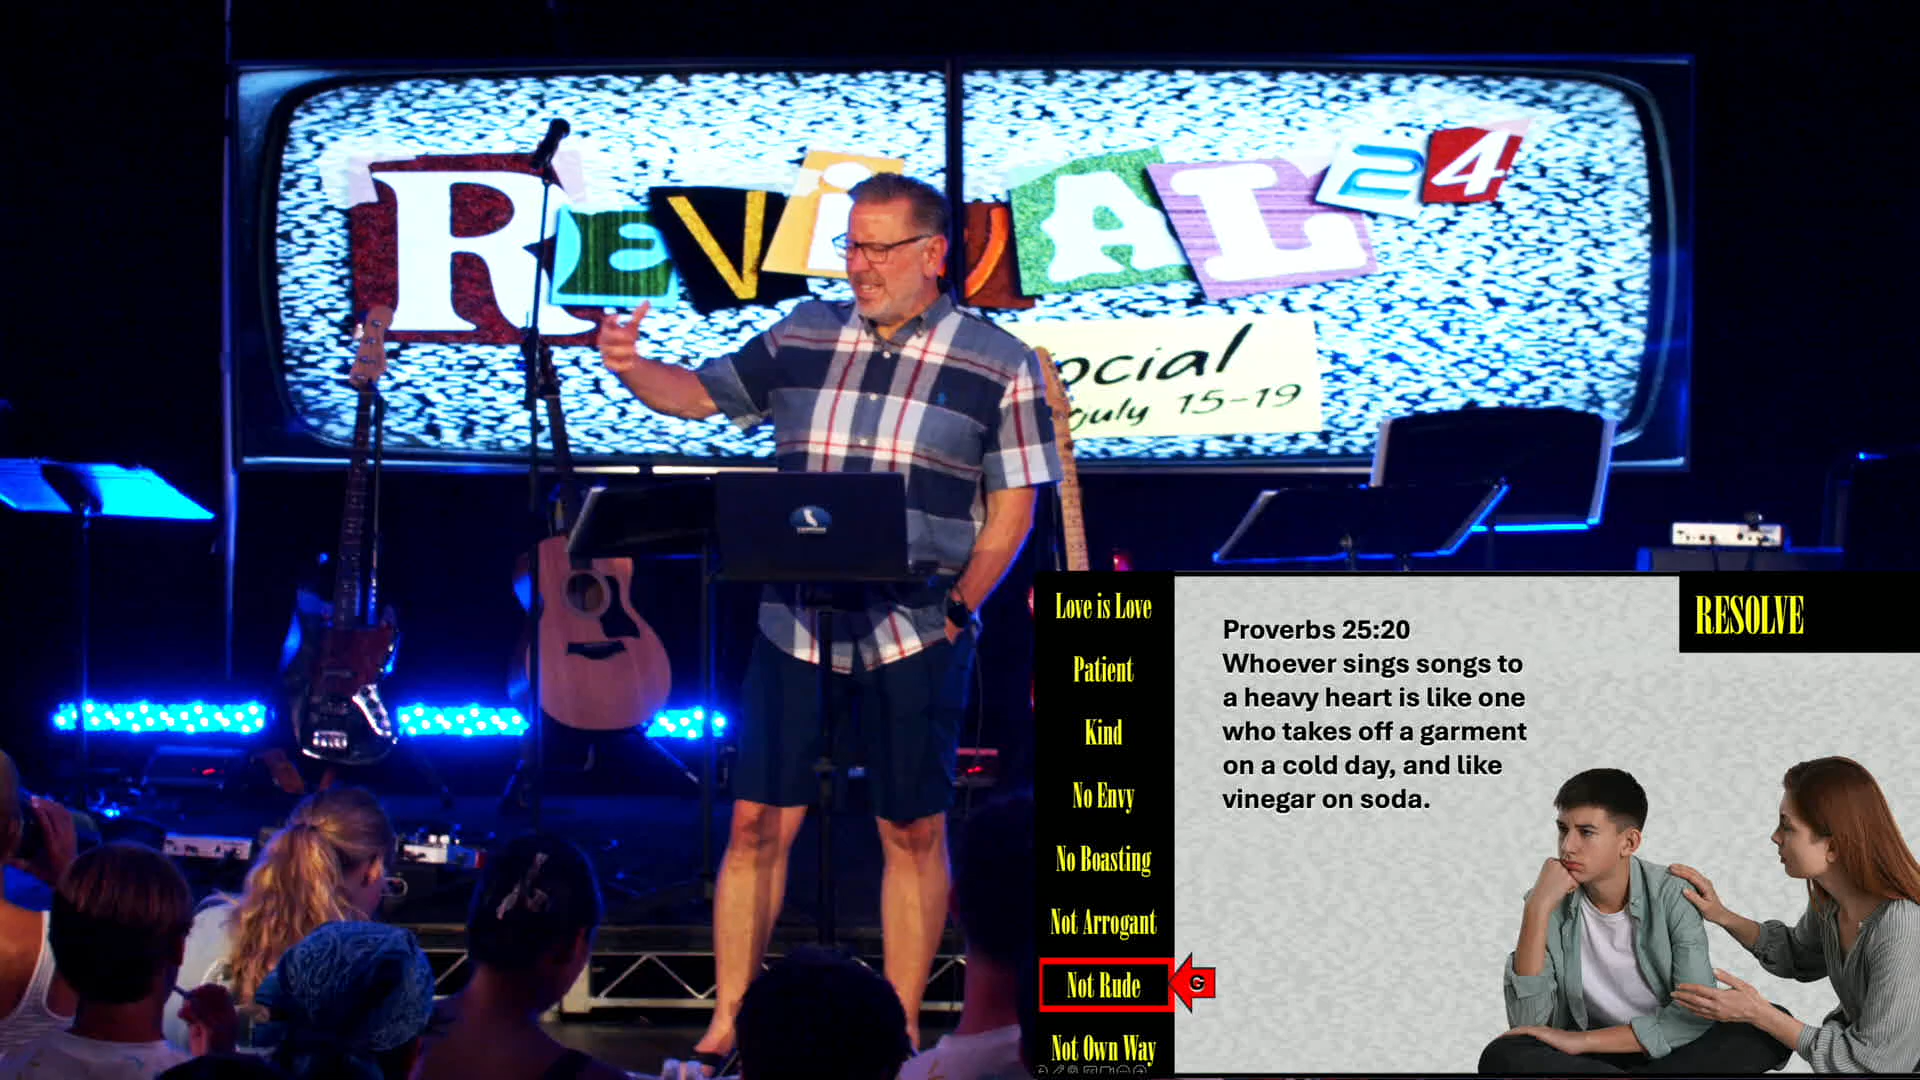 REViVAL 24
ocial
july 15-19
Love is Love
Patient
Kind
No Envy
No Boasting
Not Arrogant
Not Rude
G
Not Own Way
RESOLVE
Proverbs 25:20
Whoever sings songs to
a heavy heart is like one
who takes off a garment
on a cold day, and like
vinegar on soda.